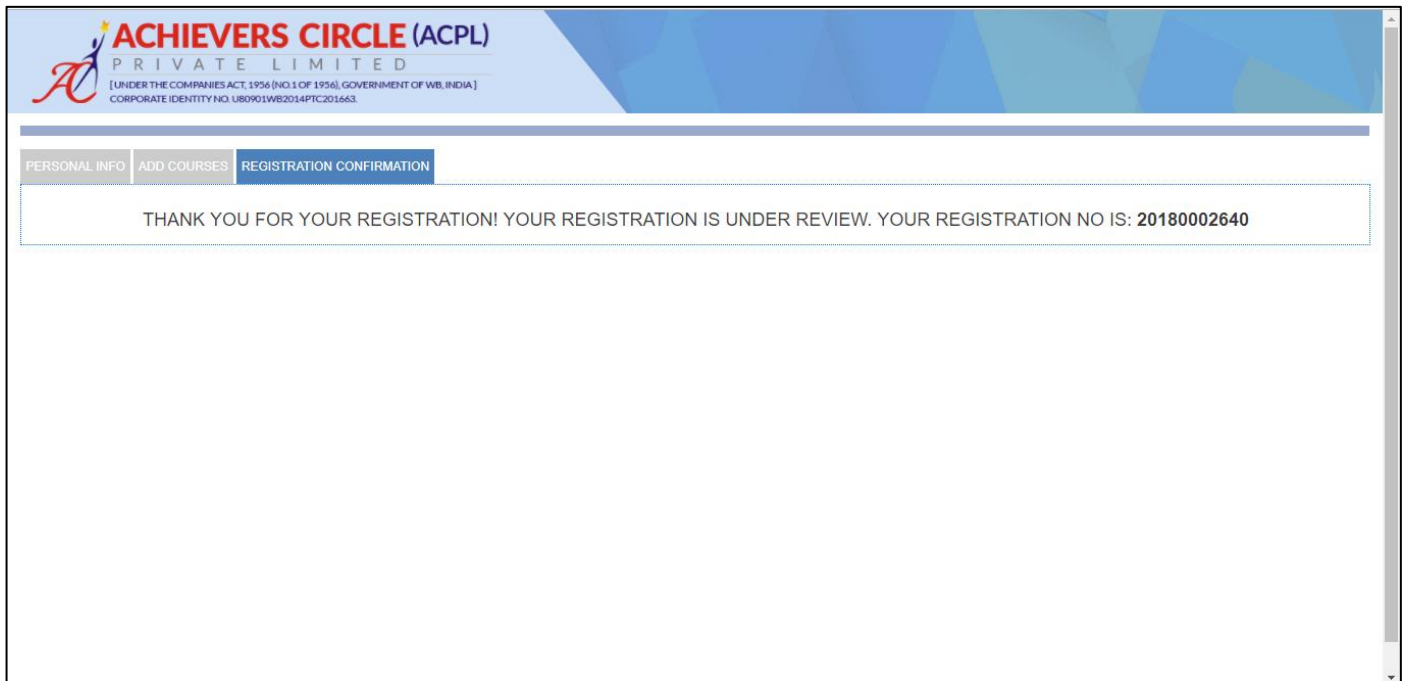 ACHIEVERS CIRCLE (ACPL)
PRIVATE LIMITED
[ UNDER THE COMPANIES ACT, 1956 (NO.1 OF 1956), GOVERNMENT OF WB, INDIA ]
CORPORATE IDENTITY NO. U80901WB2014PTC201663.
PERSONAL INFO ADD COURSES REGISTRATION CONFIRMATION
THANK YOU FOR YOUR REGISTRATION! YOUR REGISTRATION IS UNDER REVIEW. YOUR REGISTRATION NO IS: 20180002640